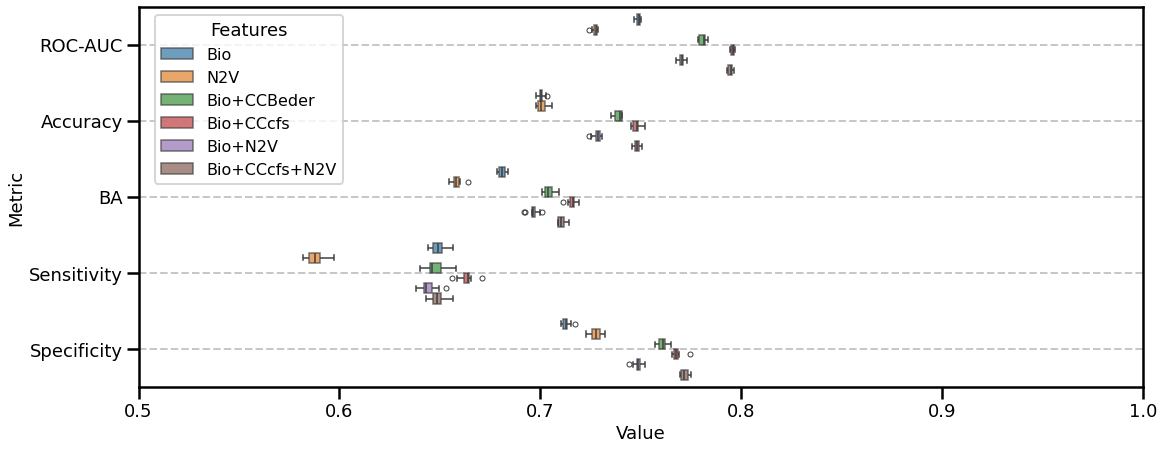 Features
Bio
N2V
Bio+CCBeder
Bio+CCcfs
Bio+N2V
Bio+CCcfs+N2V
Metric
ROC-AUC
Accuracy
BA
Sensitivity
Specificity
0.5 0.6 0.7 0.8 0.9 1.0
Value